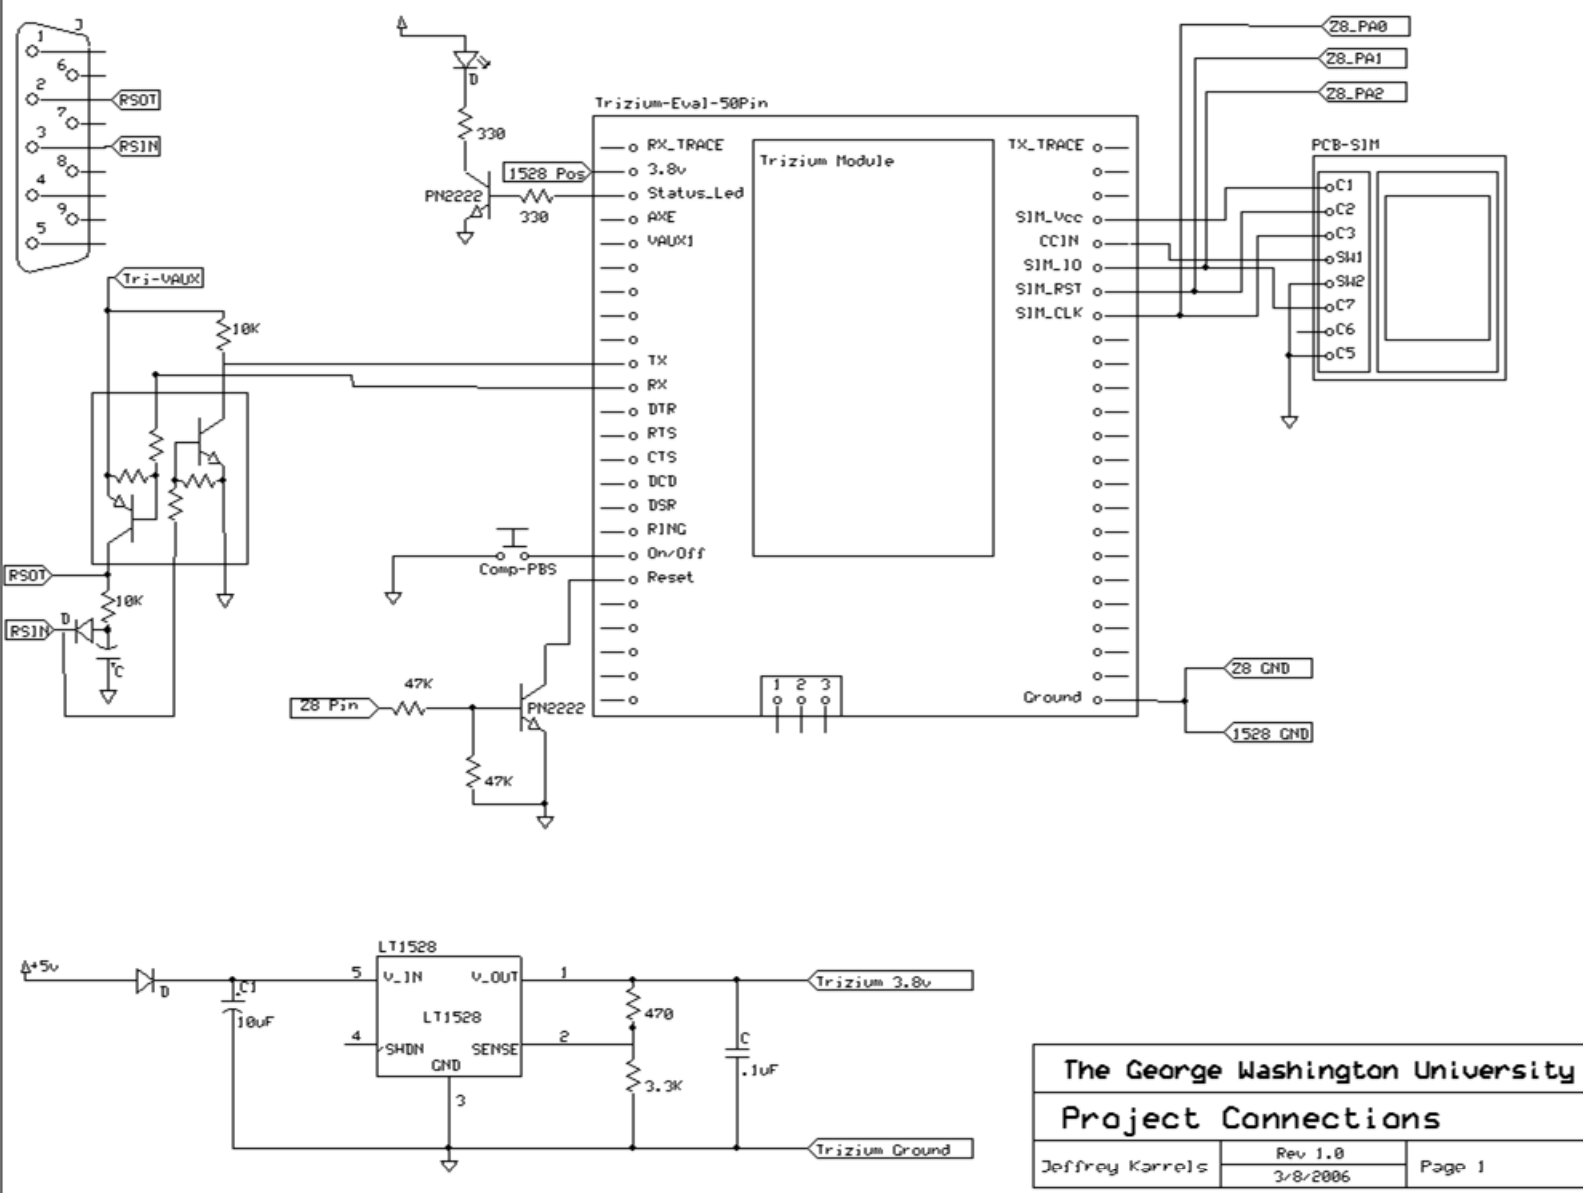 J
1
6
2
RSOT
7
3
RSIN
8
4
9
5
D
330
1528 Pos
PN2222
330
Trizium-Eval-50Pin
RX_TRACE
3.8v
Status_Led
AXE
VAUX1
TX
RX
DTR
RTS
CTS
DCD
DSR
RING
On/Off
Reset
Trizium Module
TX_TRACE
SIM_Vcc
CCIN
SIM_IO
SIM_RST
SIM_CLK
Ground
1 2 3
Z8_PA0
Z8_PA1
Z8_PA2
PCB-SIM
C1
C2
C3
SW1
SW2
C7
C6
C5
Tri-VAUX
10K
RSOT
10K
RSIN
D
C
Comp-PBS
Z8 Pin
47K
PN2222
47K
Z8 GND
1528 GND
+5v
D
C1
10uF
LT1528
5
V_IN
V_OUT
1
LT1528
4
SHDN
SENSE
2
GND
3
470
3.3K
C
.1uF
Trizium 3.8v
Trizium Ground
The George Washington University
Project Connections
Jeffrey Karrels
Rev 1.0
3/8/2006
Page 1